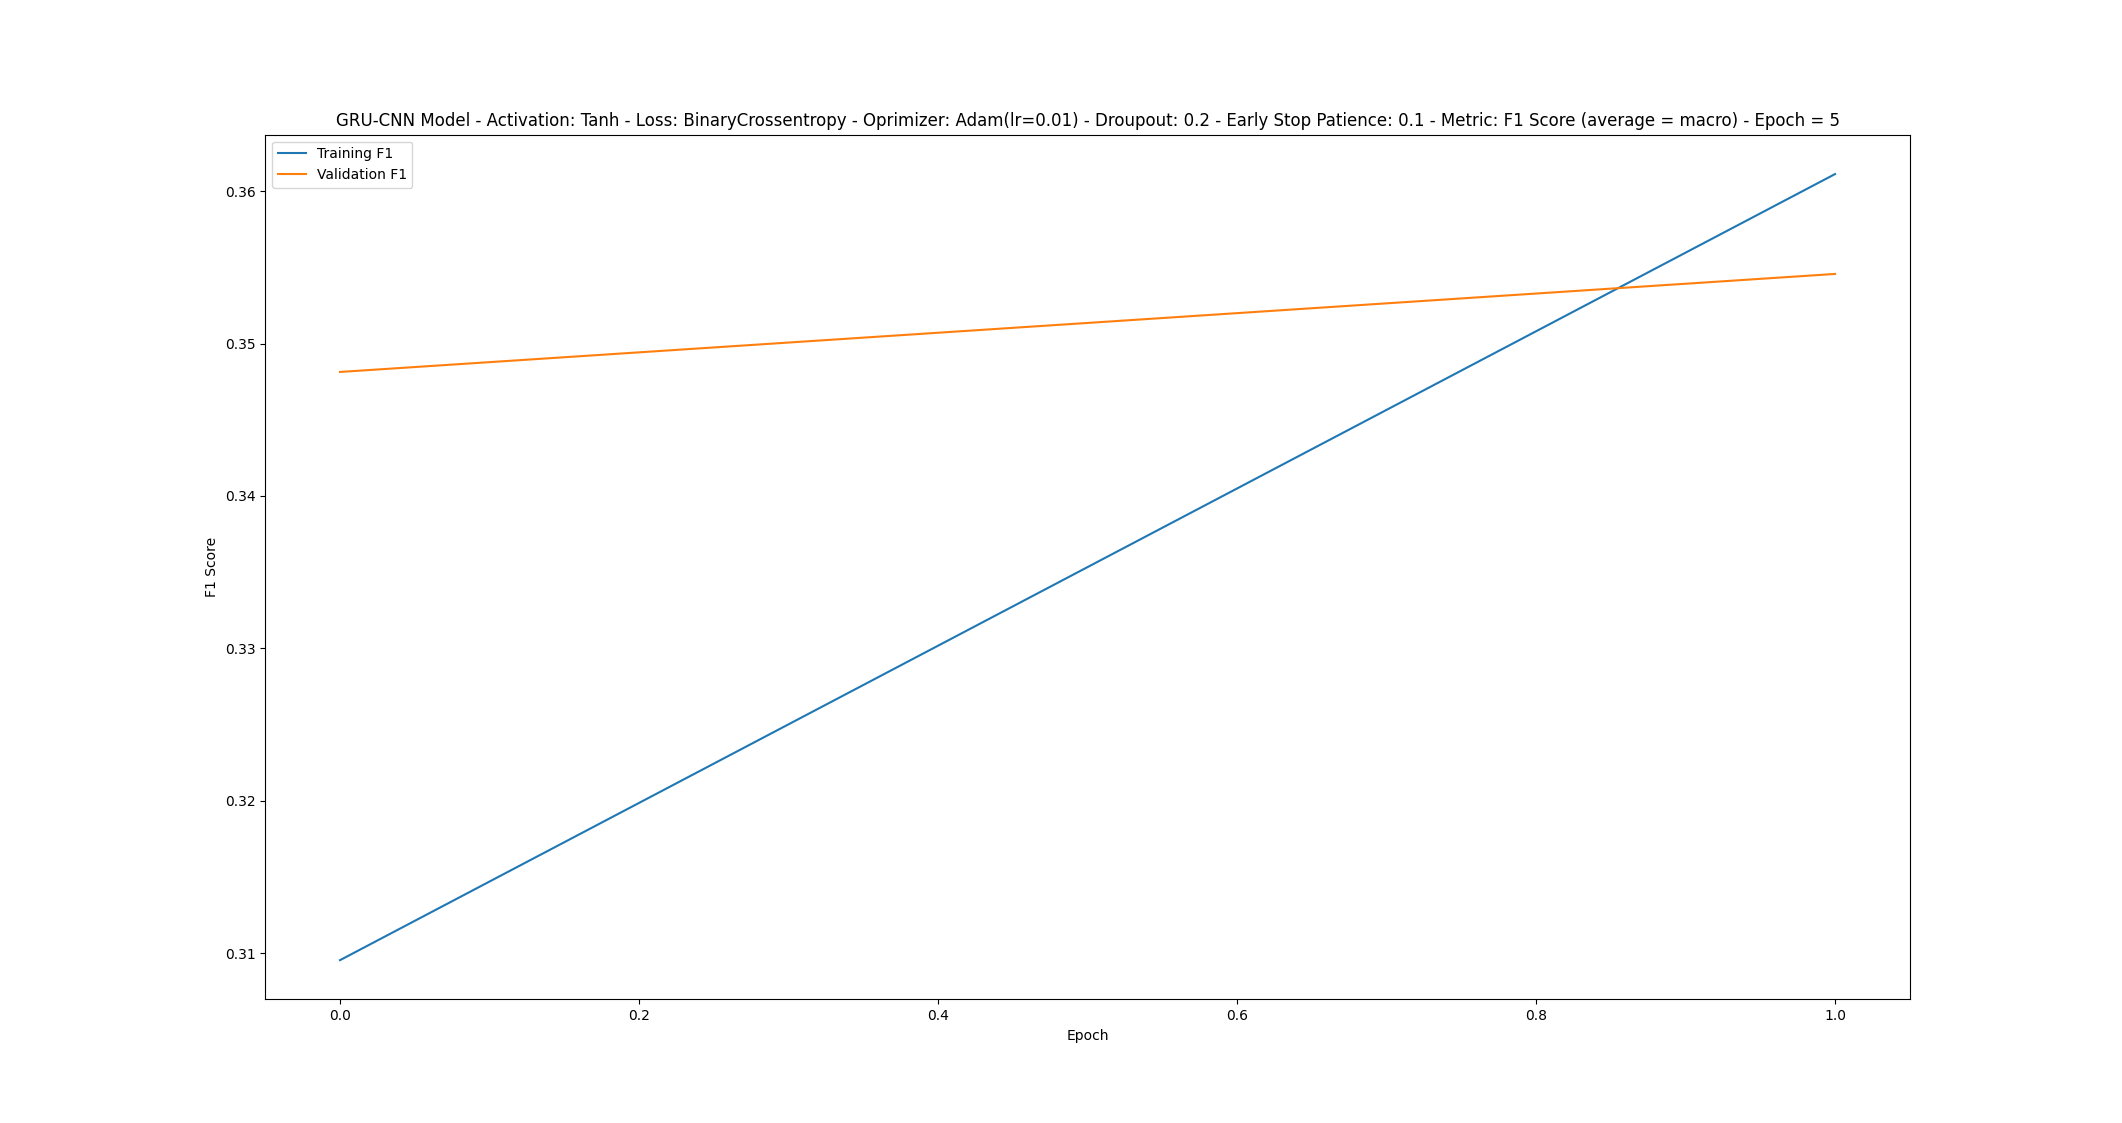 GRU-CNN Model - Activation: Tanh - Loss: BinaryCrossentropy - Oprimizer: Adam(lr=0.01) - Droupout: 0.2 - Early Stop Patience: 0.1 - Metric: F1 Score (average = macro) - Epoch = 5
Training F1
Validation F1
0.36
0.35
0.34
0.33
0.32
0.31
F1 Score
0.0 0.2 0.4 0.6 0.8 1.0
Epoch